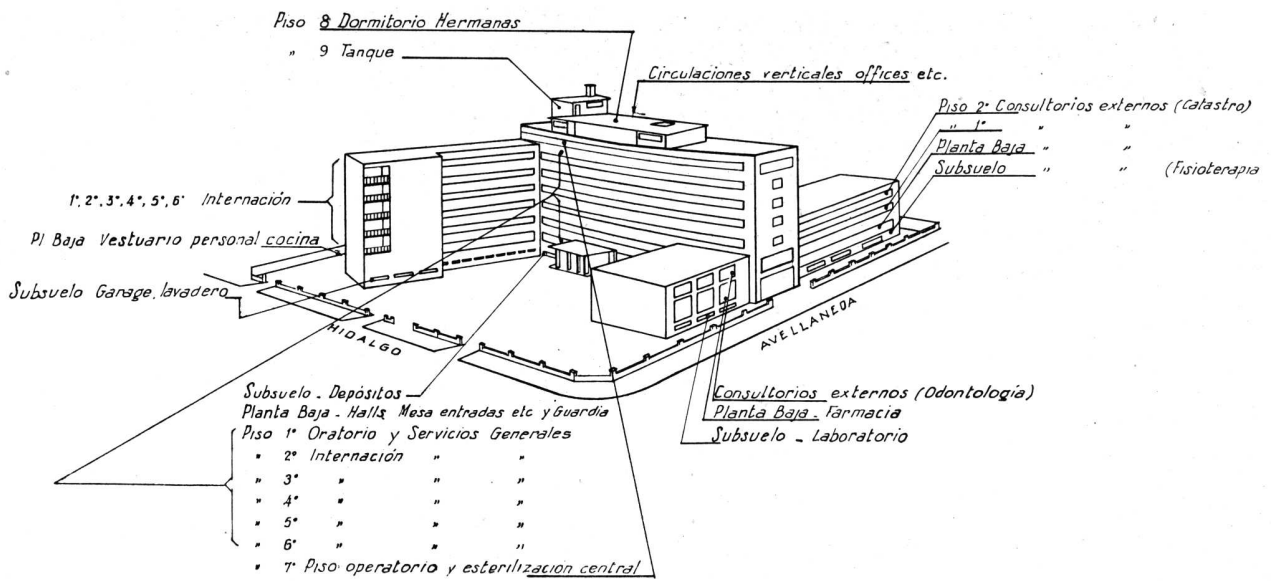 Piso 8 Dormitorio Hermanas
" 9 Tanque
Circulaciones verticales offices etc.
Piso 2° Consultorios externos (Catastro)
" 1° " "
Planta Baja " "
Subsuelo " " (Fisioterapia
1°, 2°, 3°, 4°, 5°, 6° Internación
Pl Baja Vestuario personal cocina
Subsuelo Garage, lavadero
HIDALGO
AVELLANEDA
Subsuelo - Depósitos
Planta Baja - Halls, Mesa entradas etc y Guardia
Piso 1° Oratorio y Servicios Generales
" 2° Internación " "
" 3° " " "
" 4° " " "
" 5° " " "
" 6° " " "
" 7° Piso operatorio y esterilización central
Consultorios externos (Odontología)
Planta Baja - Farmacia
Subsuelo - Laboratorio